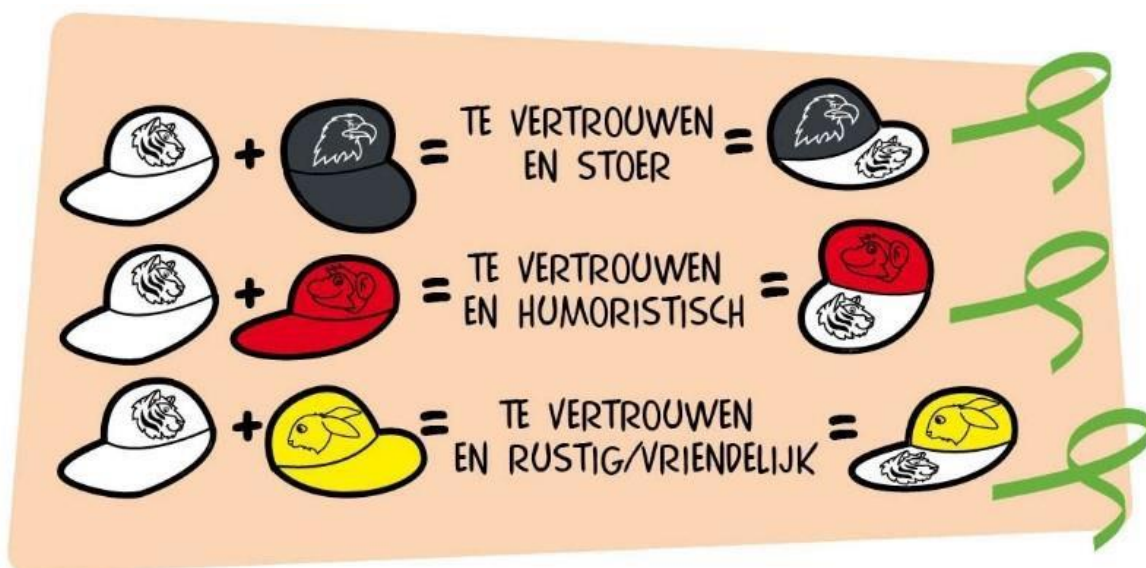 + = TE VERTROUWEN EN STOER =
+ = TE VERTROUWEN EN HUMORISTISCH =
+ = TE VERTROUWEN EN RUSTIG/VRIENDELIJK =